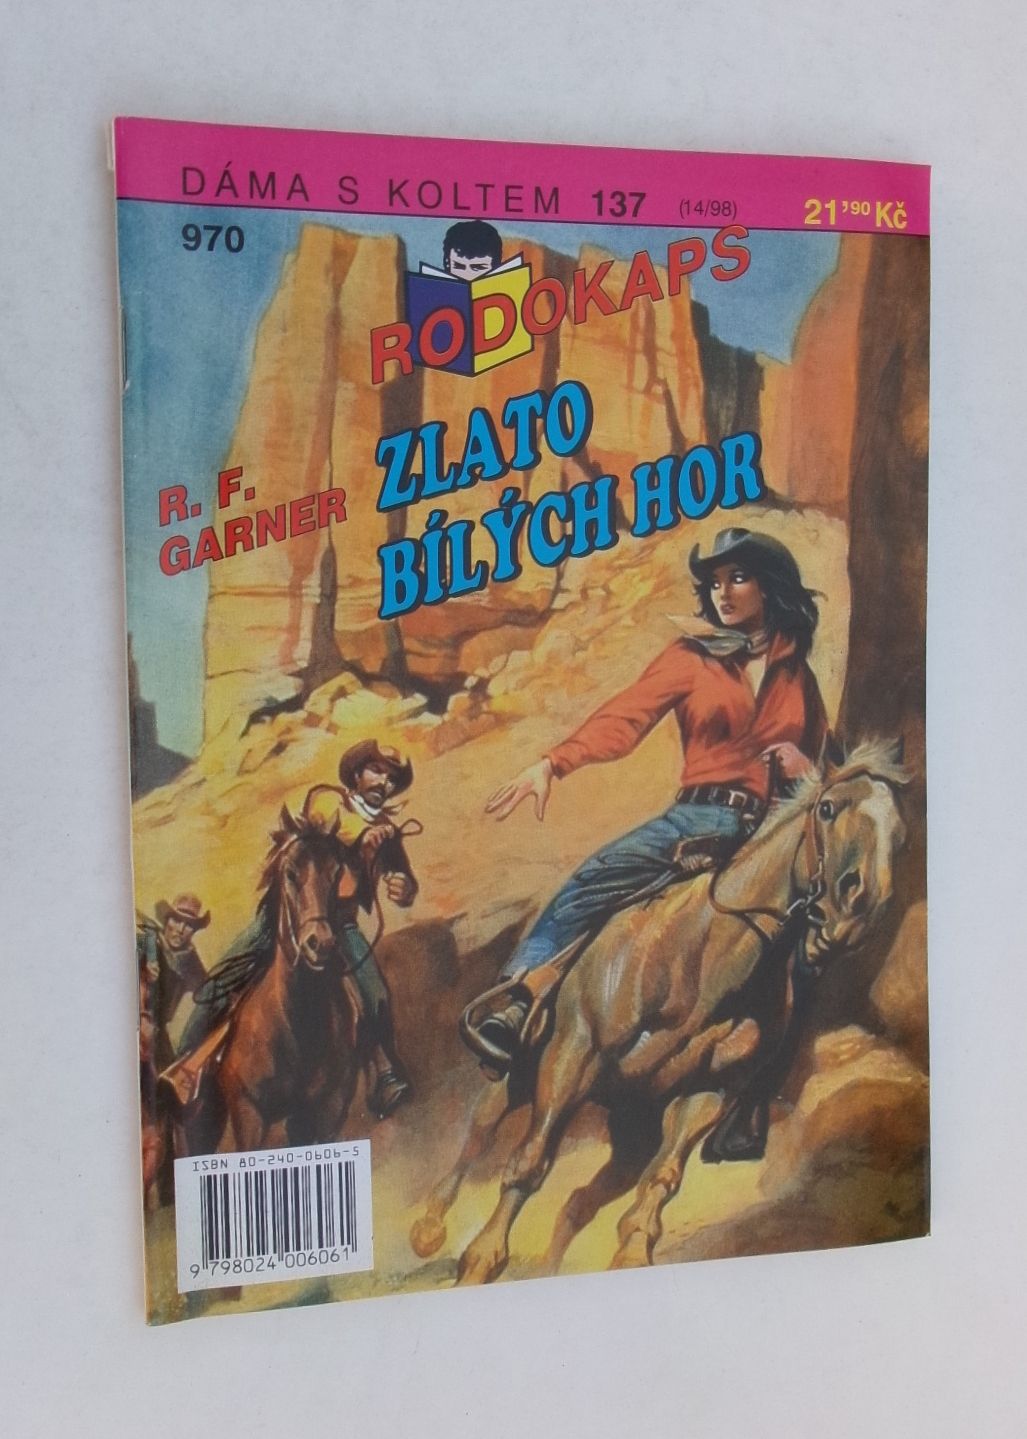 DÁMA S KOLTEM 137 (14/98) 21'90 Kč
970
RODOKAPS
ZLATO
BÍLÝCH HOR
R. F.
GARNER
ISBN 80-240-0606-5
9 798024 006061